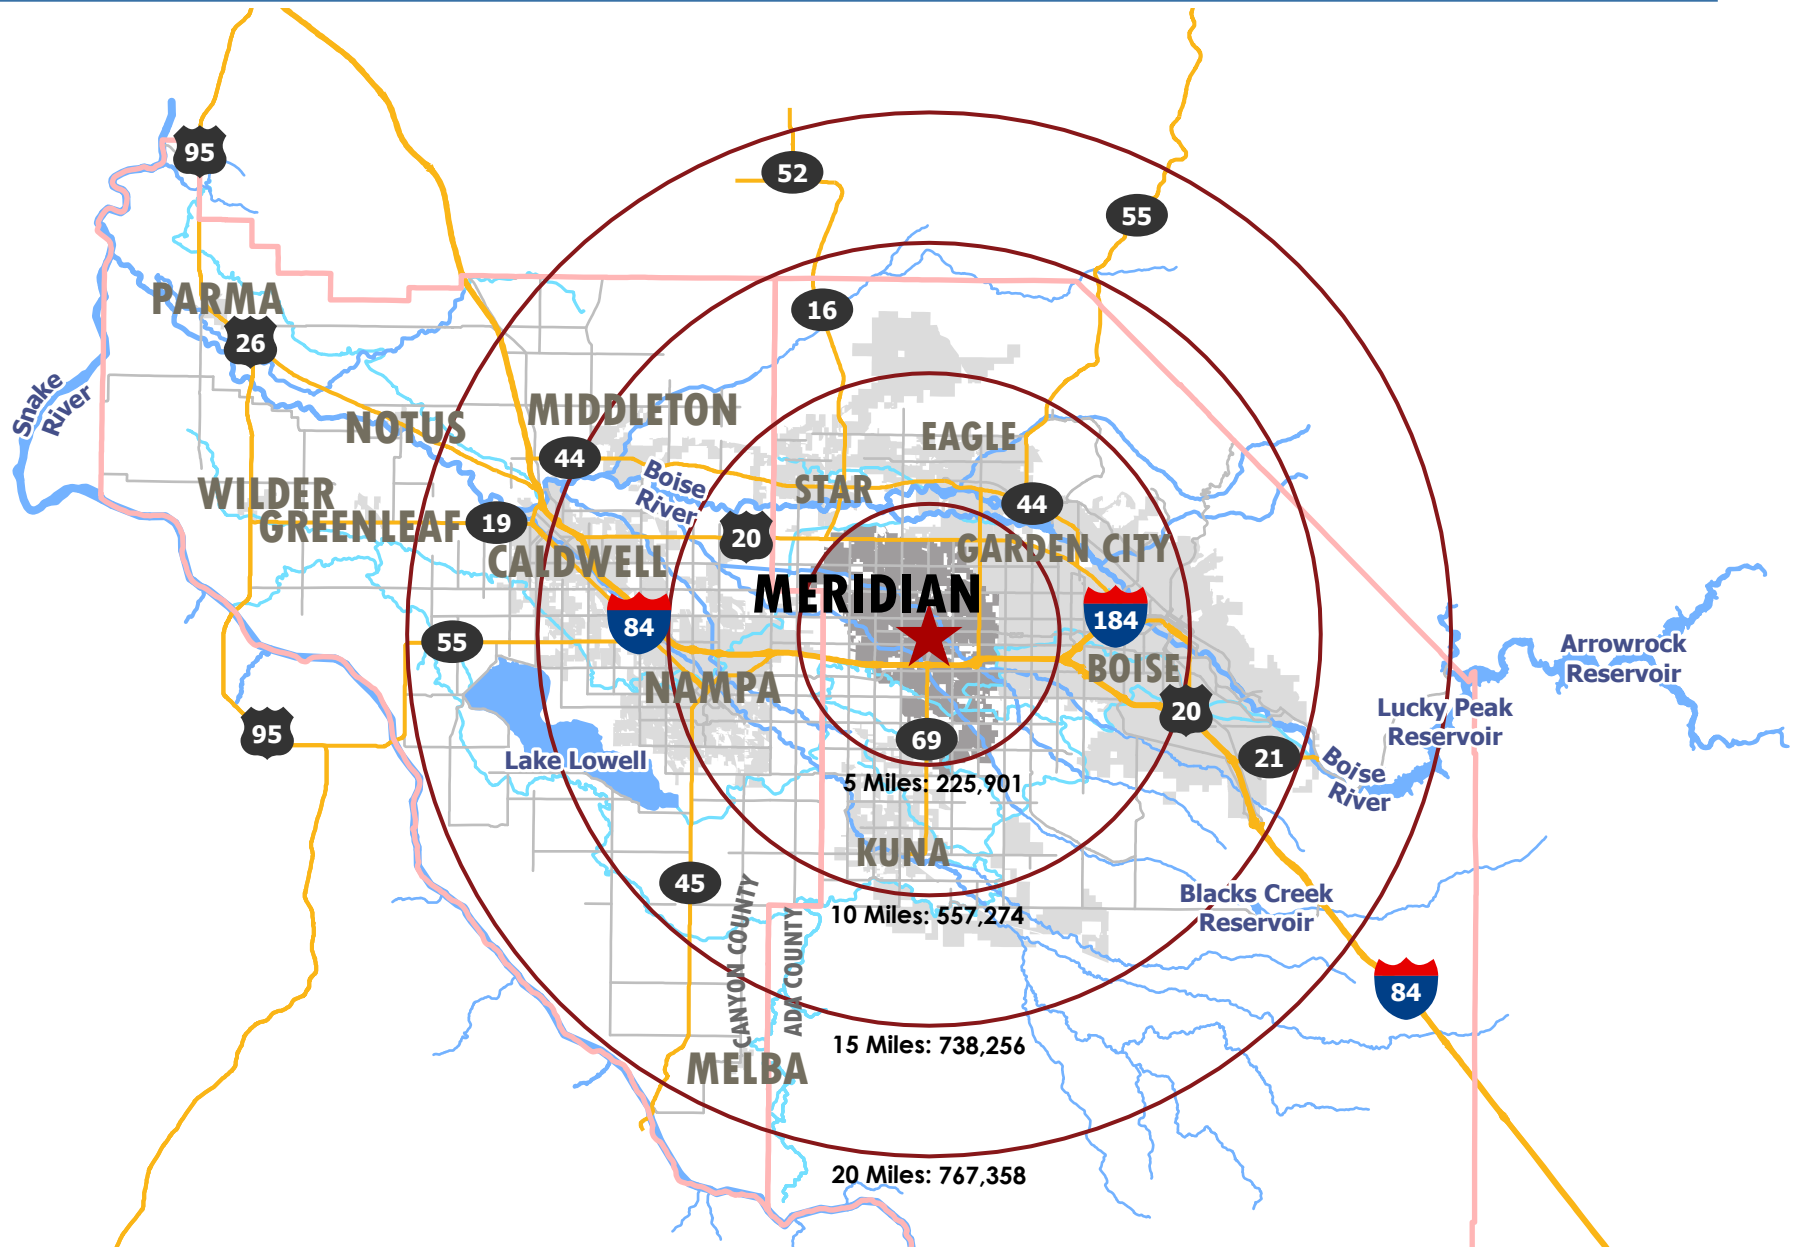 95
52
55
PARMA
16
26
Snake
River
MIDDLETON
NOTUS
EAGLE
44
Boise
River
STAR
WILDER
44
GREENLEAF
19
20
GARDEN CITY
CALDWELL
MERIDIAN
84
184
55
Arrowrock
Reservoir
BOISE
NAMPA
20
Lucky Peak
Reservoir
95
69
Lake Lowell
21
Boise
River
5 Miles: 225,901
KUNA
45
Blacks Creek
Reservoir
10 Miles: 557,274
CANYON COUNTY
ADA COUNTY
84
15 Miles: 738,256
MELBA
20 Miles: 767,358